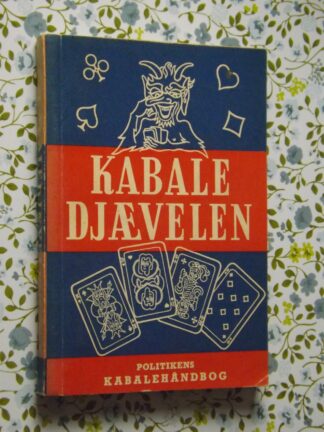 KABALE
DJÆVELEN
POLITIKENS
KABALEHÅNDBOG